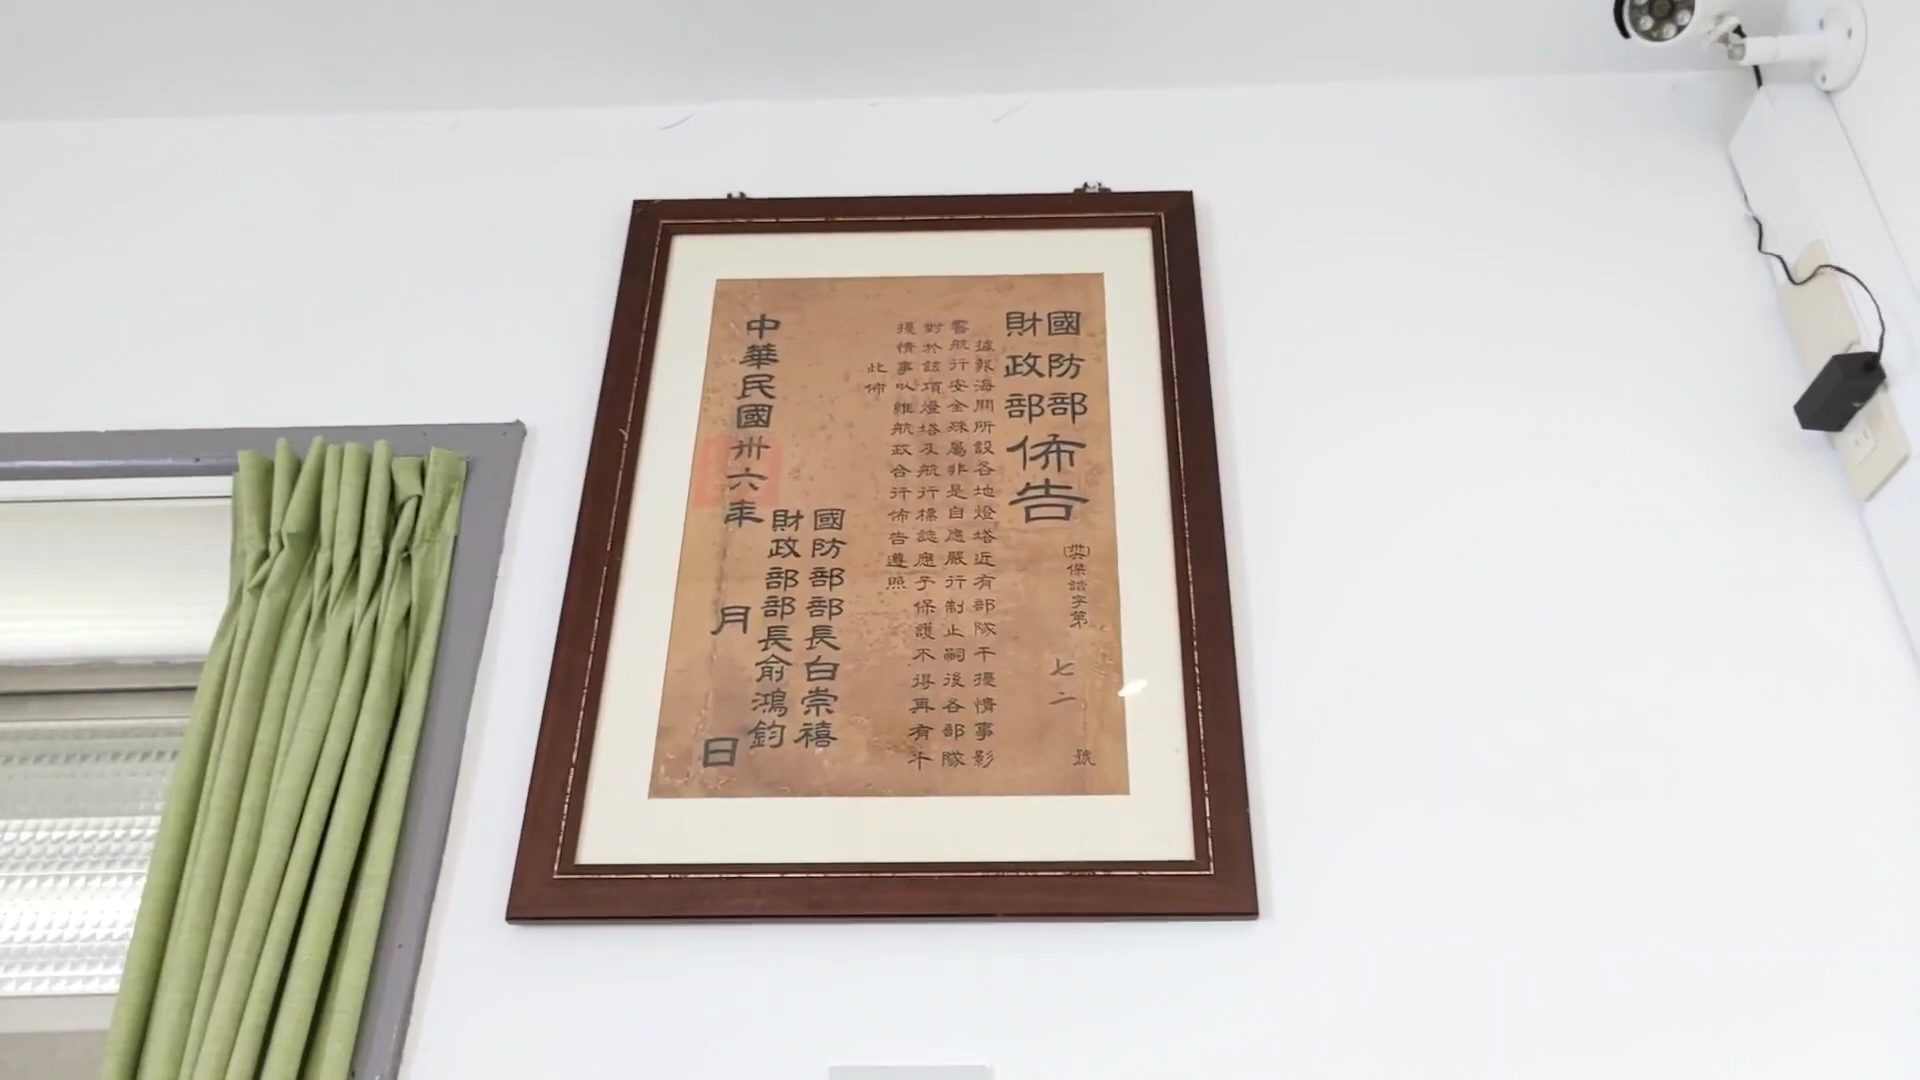 國防部
財政部
佈告
字第七二號
據報海關所設各地燈塔近有部隊干擾情事影
響航行安全殊屬非是自應嚴行制止嗣後各部隊
對於該項燈塔及航行標誌應予保護不得再有干
擾情事以維航政合行佈告遵照
此佈
國防部部長白崇禧
財政部部長俞鴻鈞
中華民國卅六年月日